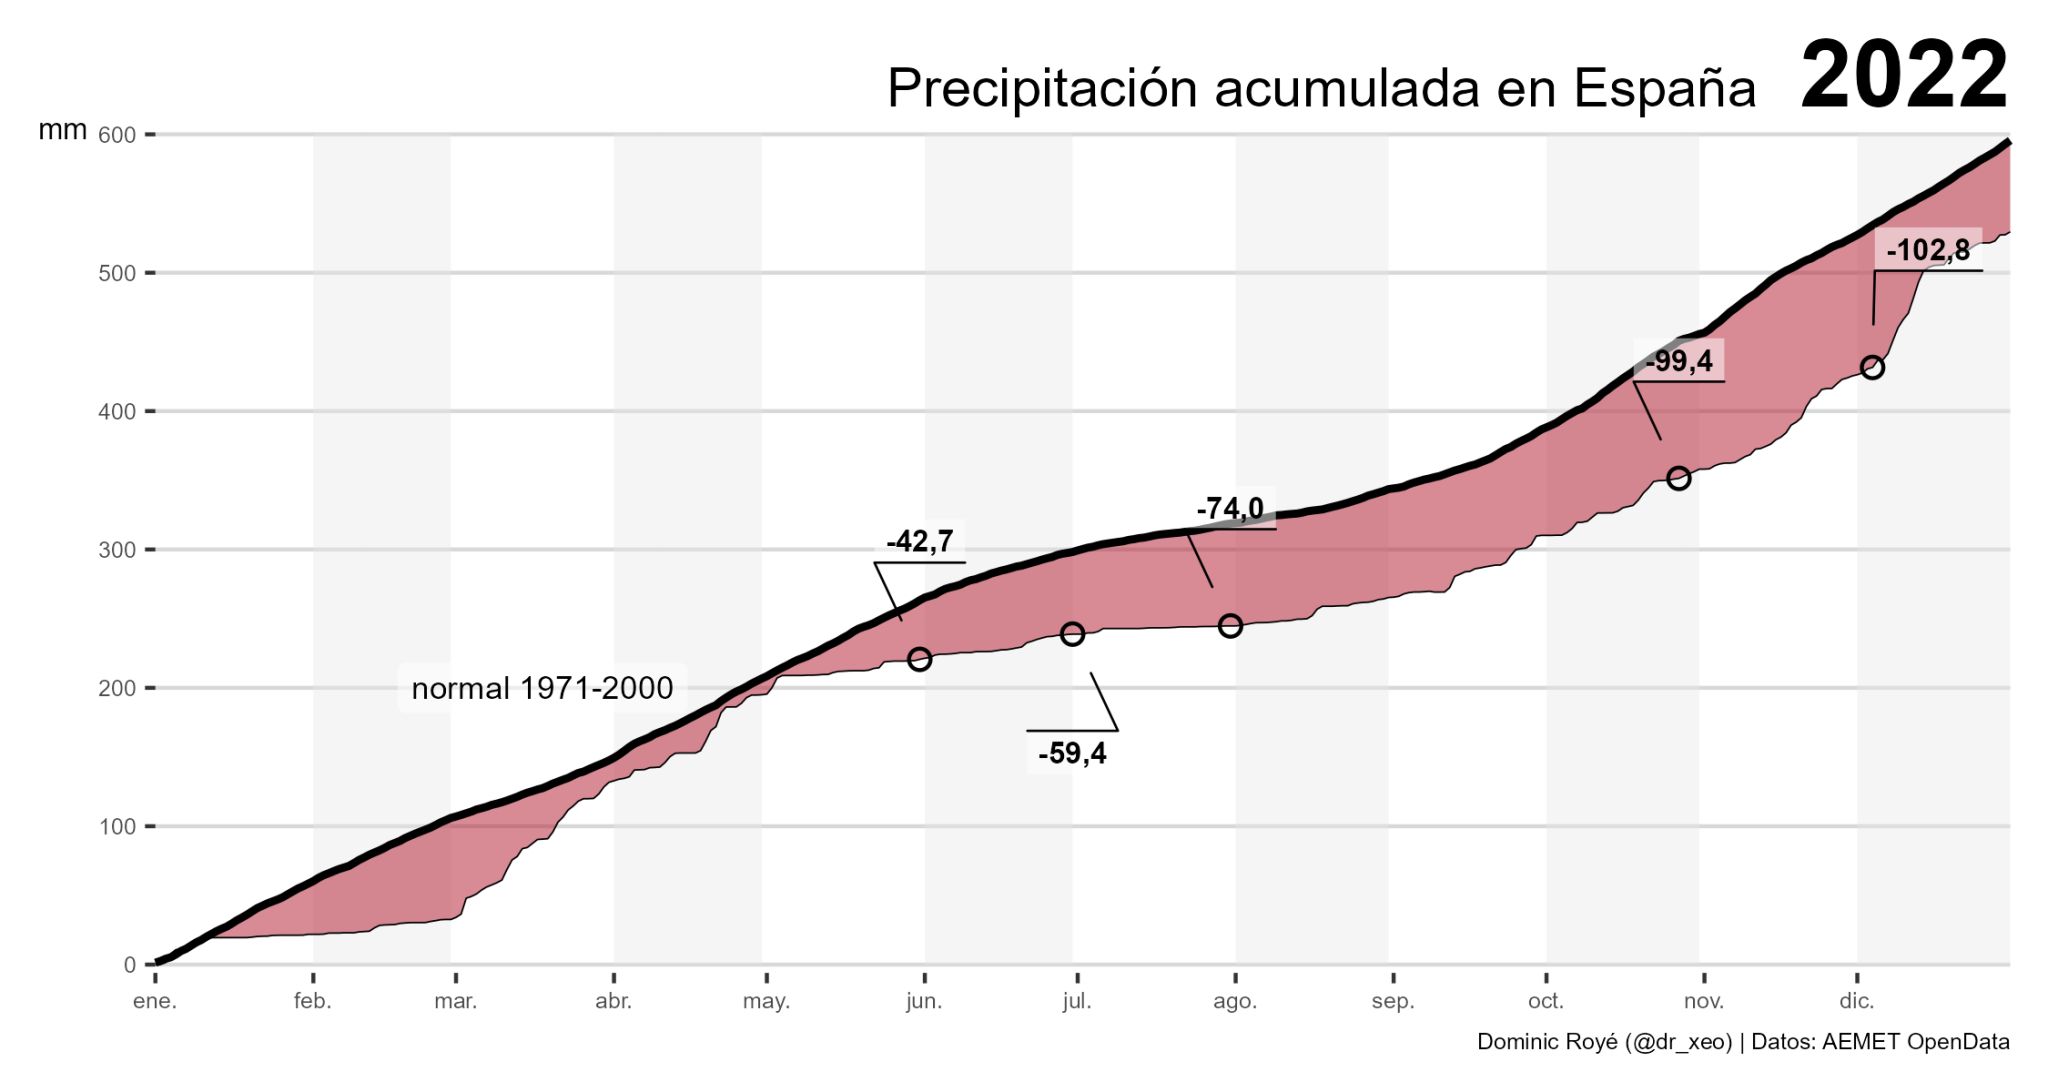 Precipitación acumulada en España 2022
mm
600
500
400
300
200
100
0
-102,8
-99,4
-74,0
-42,7
normal 1971-2000
-59,4
ene. feb. mar. abr. may. jun. jul. ago. sep. oct. nov. dic.
Dominic Royé (@dr_xeo) | Datos: AEMET OpenData